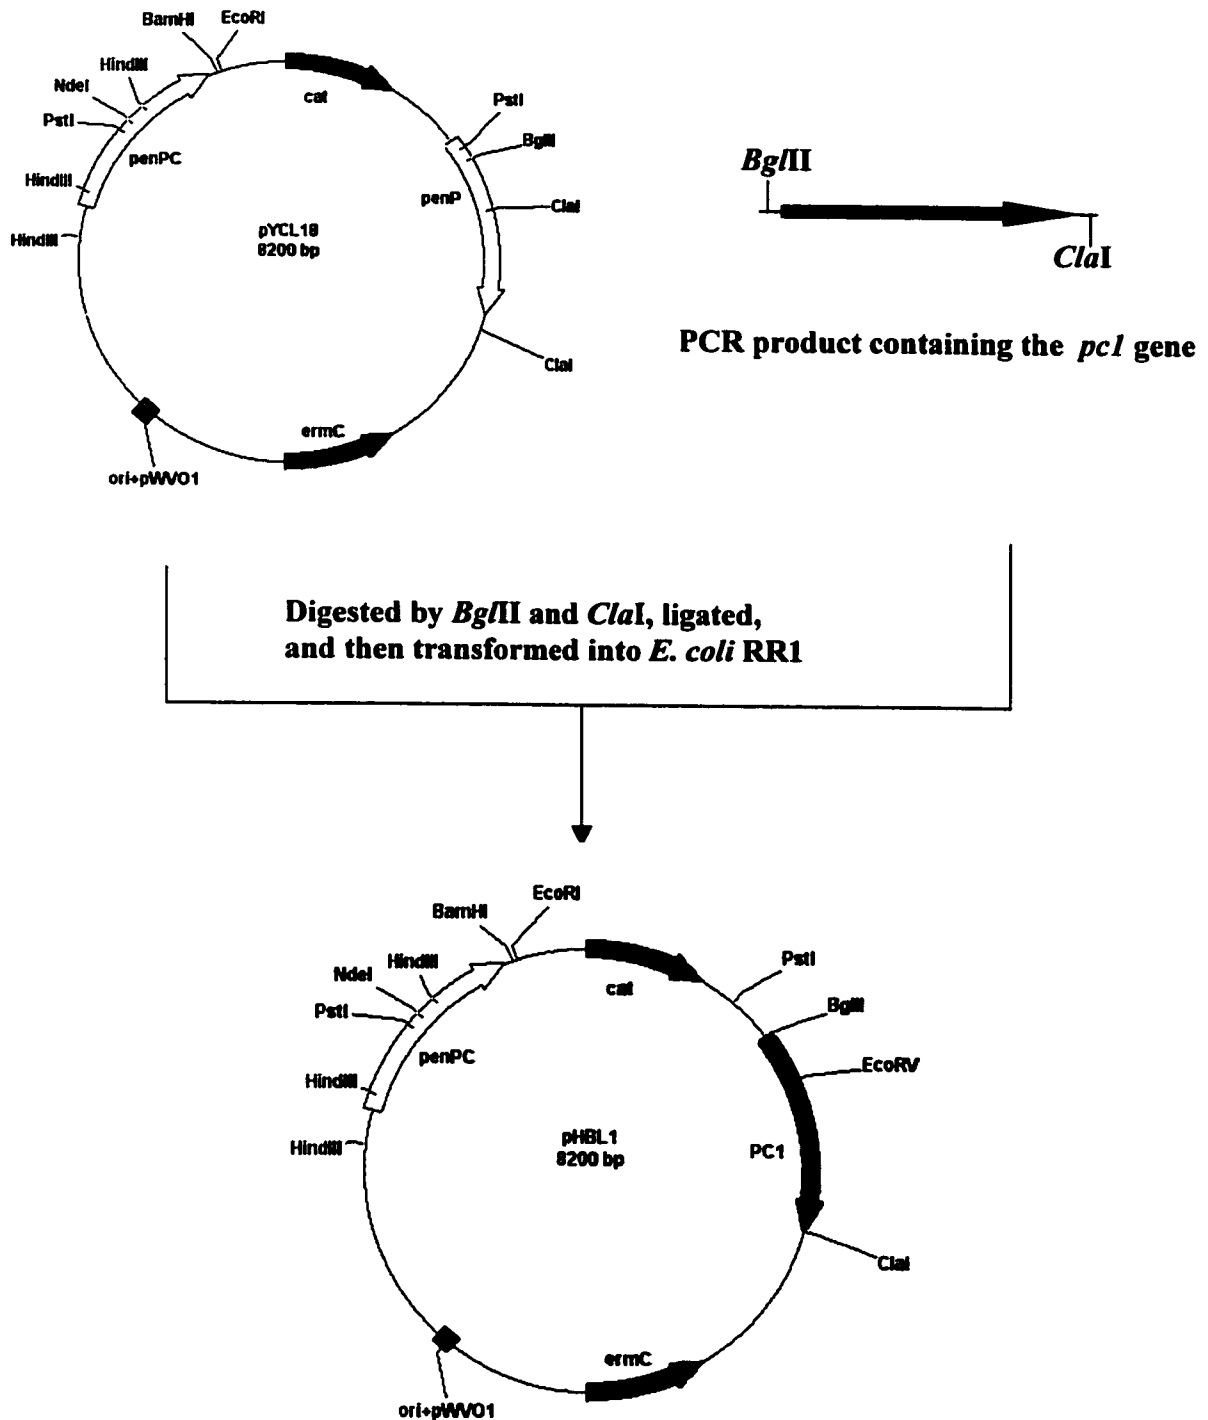 BamHI
EcoRI
HindIII
NdeI
PstI
cat
PstI
BglII
penPC
HindIII
penP
ClaI
HindIII
pYCL18
8200 bp
ClaI
ermC
ori+pWVO1
BglII
ClaI
PCR product containing the pc1 gene
Digested by BglII and ClaI, ligated,
and then transformed into E. coli RR1
EcoRI
BamHI
HindIII
NdeI
PstI
cat
PstI
BglII
penPC
EcoRV
HindIII
pHBL1
8200 bp
PC1
HindIII
ClaI
ermC
ori+pWVO1